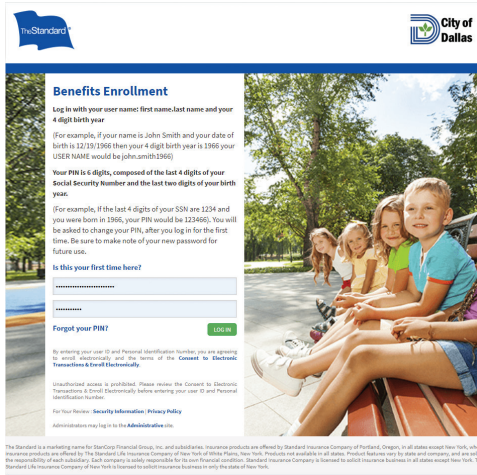 TheStandard
City of
Dallas
Benefits Enrollment
Log in with your user name: first name.last name and your
4 digit birth year
(For example, if your name is John Smith and your date of
birth is 12/19/1966 then your 4 digit birth year is 1966 your
USER NAME would be john.smith1966)
Your PIN is 6 digits, composed of the last 4 digits of your
Social Security Number and the last two digits of your birth
year.
(For example, If the last 4 digits of your SSN are 1234 and
you were born in 1966, your PIN would be 123466). You will
be asked to change your PIN, after you log in for the first
time. Be sure to make note of your new password for
future use.
Is this your first time here?
Forgot your PIN?
LOG IN
By entering your user ID and Personal Identification Number, you are agreeing
to enroll electronically and the terms of the Consent to Electronic
Transactions & Enroll Electronically.
Unauthorized access is prohibited. Please review the Consent to Electronic
Transactions & Enroll Electronically before entering your user ID and Personal
Identification Number.
For Your Review : Security Information | Privacy Policy
Administrators may log in to the Administrative site.
The Standard is a marketing name for StanCorp Financial Group, Inc. and subsidiaries. Insurance products are offered by Standard Insurance Company of Portland, Oregon, in all states except New York, wh
insurance products are offered by The Standard Life Insurance Company of New York of White Plains, New York. Products not available in all states. Product features vary by state and company, and are sol
the responsibility of each subsidiary. Each company is solely responsible for its own financial condition. Standard Insurance Company is licensed to solicit insurance business in all states except New York. T
Standard Life Insurance Company of New York is licensed to solicit insurance business in only the state of New York.